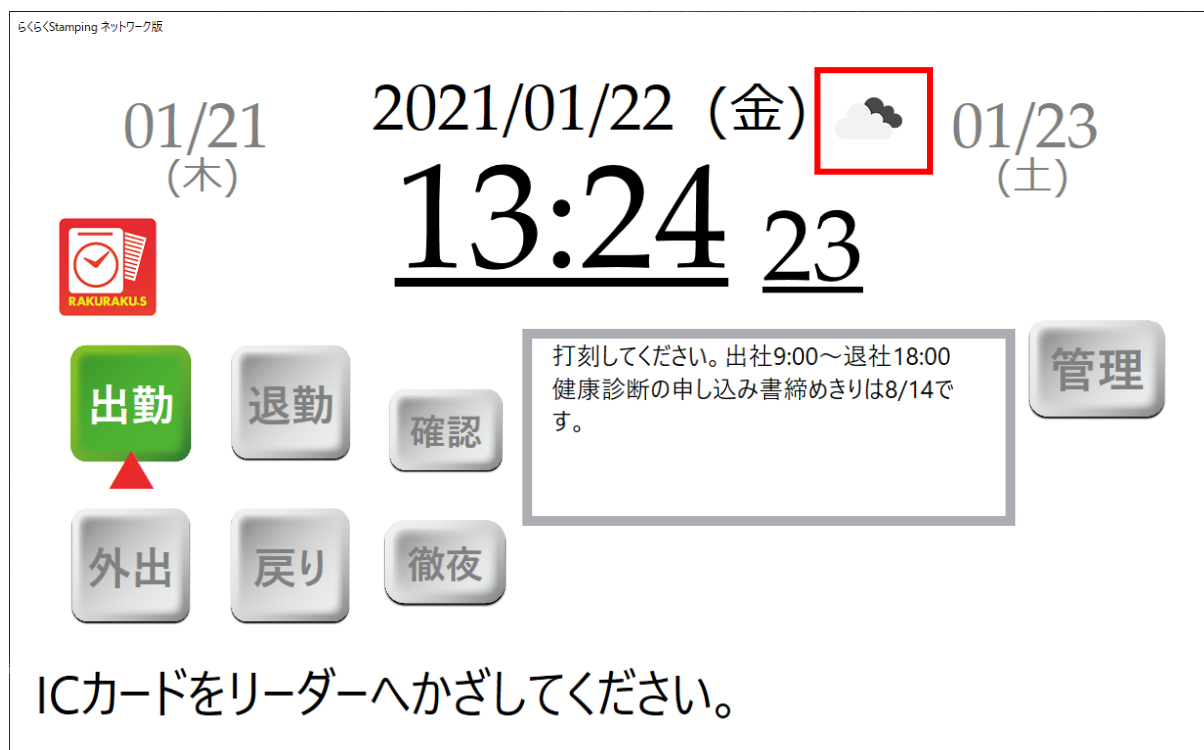 らくらくStamping ネットワーク版
01/21
(木)
2021/01/22 (金)
01/23
(土)
13:24 23
RAKURAKU.S
出勤
退勤
確認
打刻してください。出社9:00～退社18:00
健康診断の申し込み書締めきりは8/14で
す。
管理
外出
戻り
徹夜
ICカードをリーダーへかざしてください。